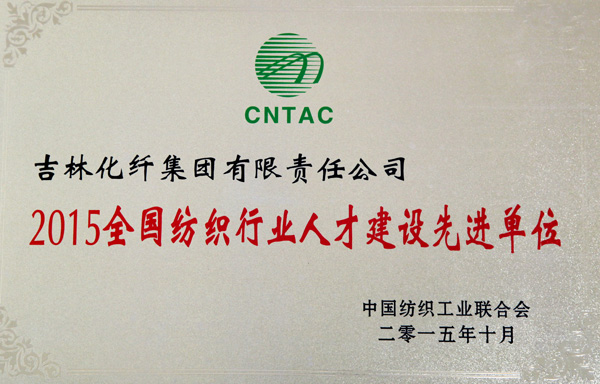 CNTAC
吉林化纤集团有限责任公司
2015全国纺织行业人才建设先进单位
中国纺织工业联合会
二零一五年十月